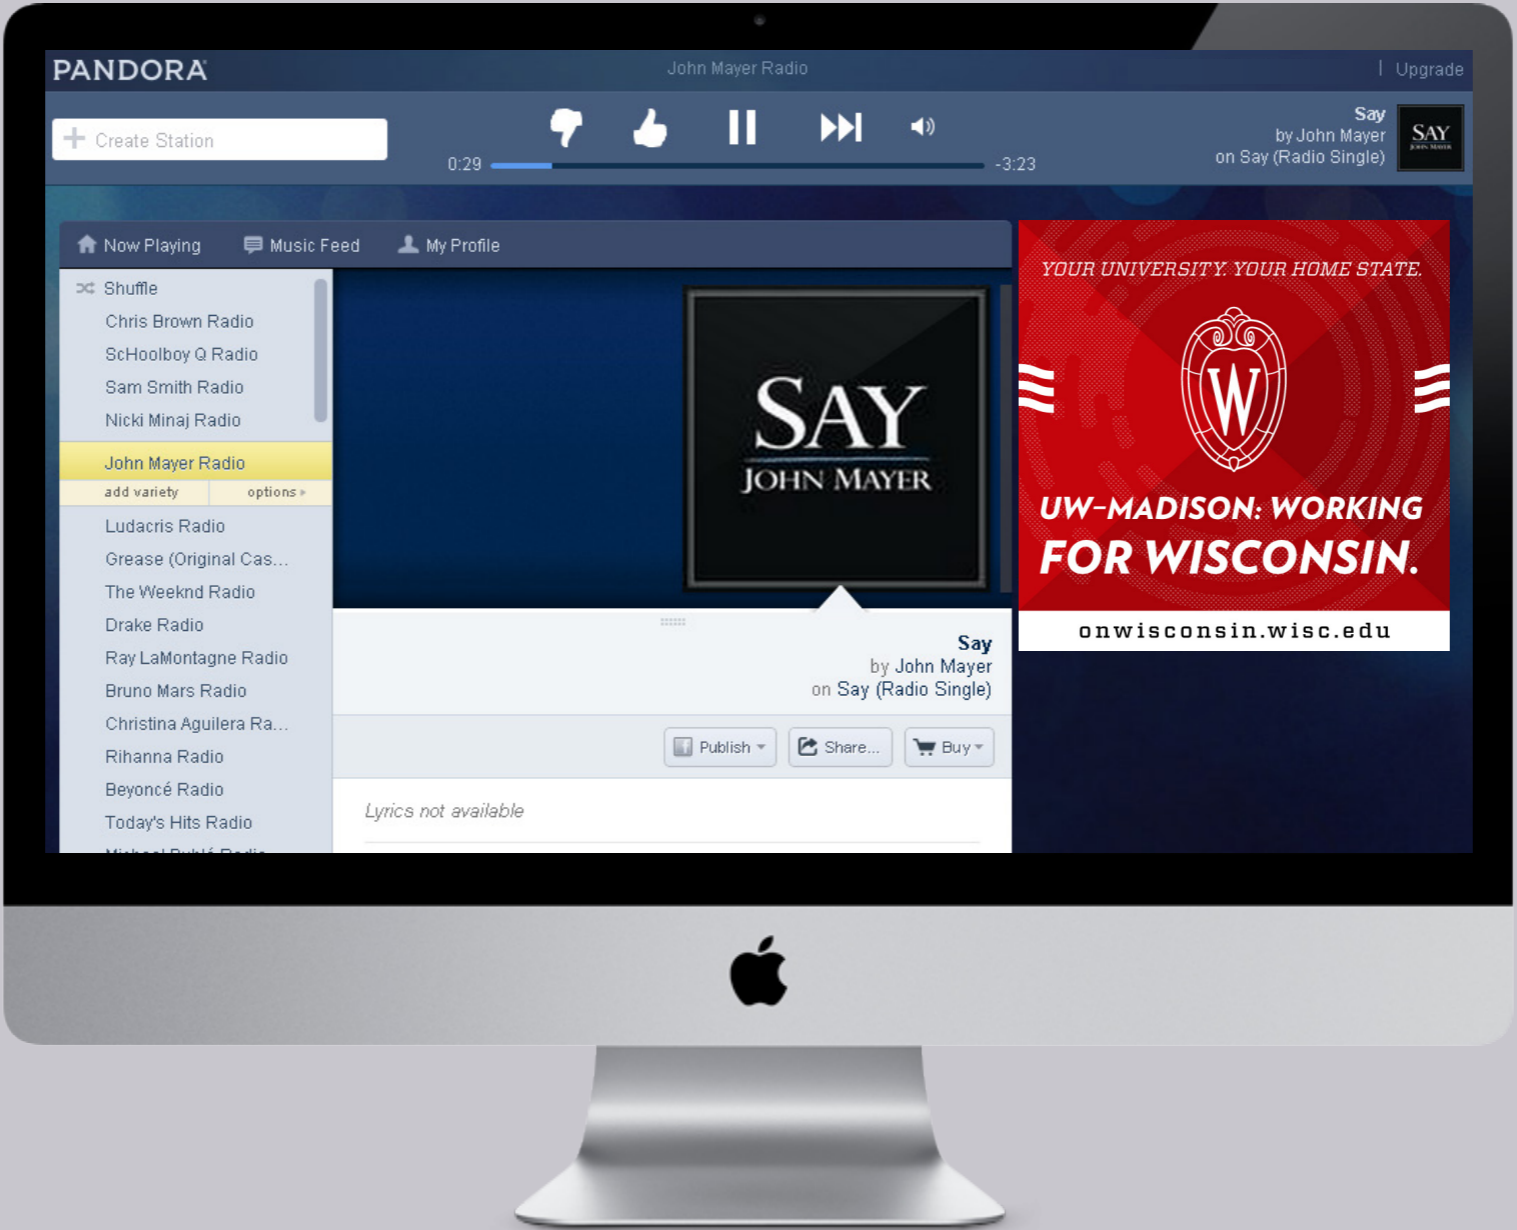 PANDORA
John Mayer Radio
| Upgrade
Create Station
0:29
-3:23
Say
by John Mayer
on Say (Radio Single)
SAY
JOHN MAYER
Now Playing
Music Feed
My Profile
Shuffle
Chris Brown Radio
ScHoolboy Q Radio
Sam Smith Radio
Nicki Minaj Radio
John Mayer Radio
add variety
options
Ludacris Radio
Grease (Original Cas...
The Weeknd Radio
Drake Radio
Ray LaMontagne Radio
Bruno Mars Radio
Christina Aguilera Ra...
Rihanna Radio
Beyoncé Radio
Today's Hits Radio
Michael Bublé Radio
SAY
JOHN MAYER
Say
by John Mayer
on Say (Radio Single)
f Publish
Share...
Buy
Lyrics not available
YOUR UNIVERSITY. YOUR HOME STATE.
W
UW-MADISON: WORKING
FOR WISCONSIN.
onwisconsin.wisc.edu